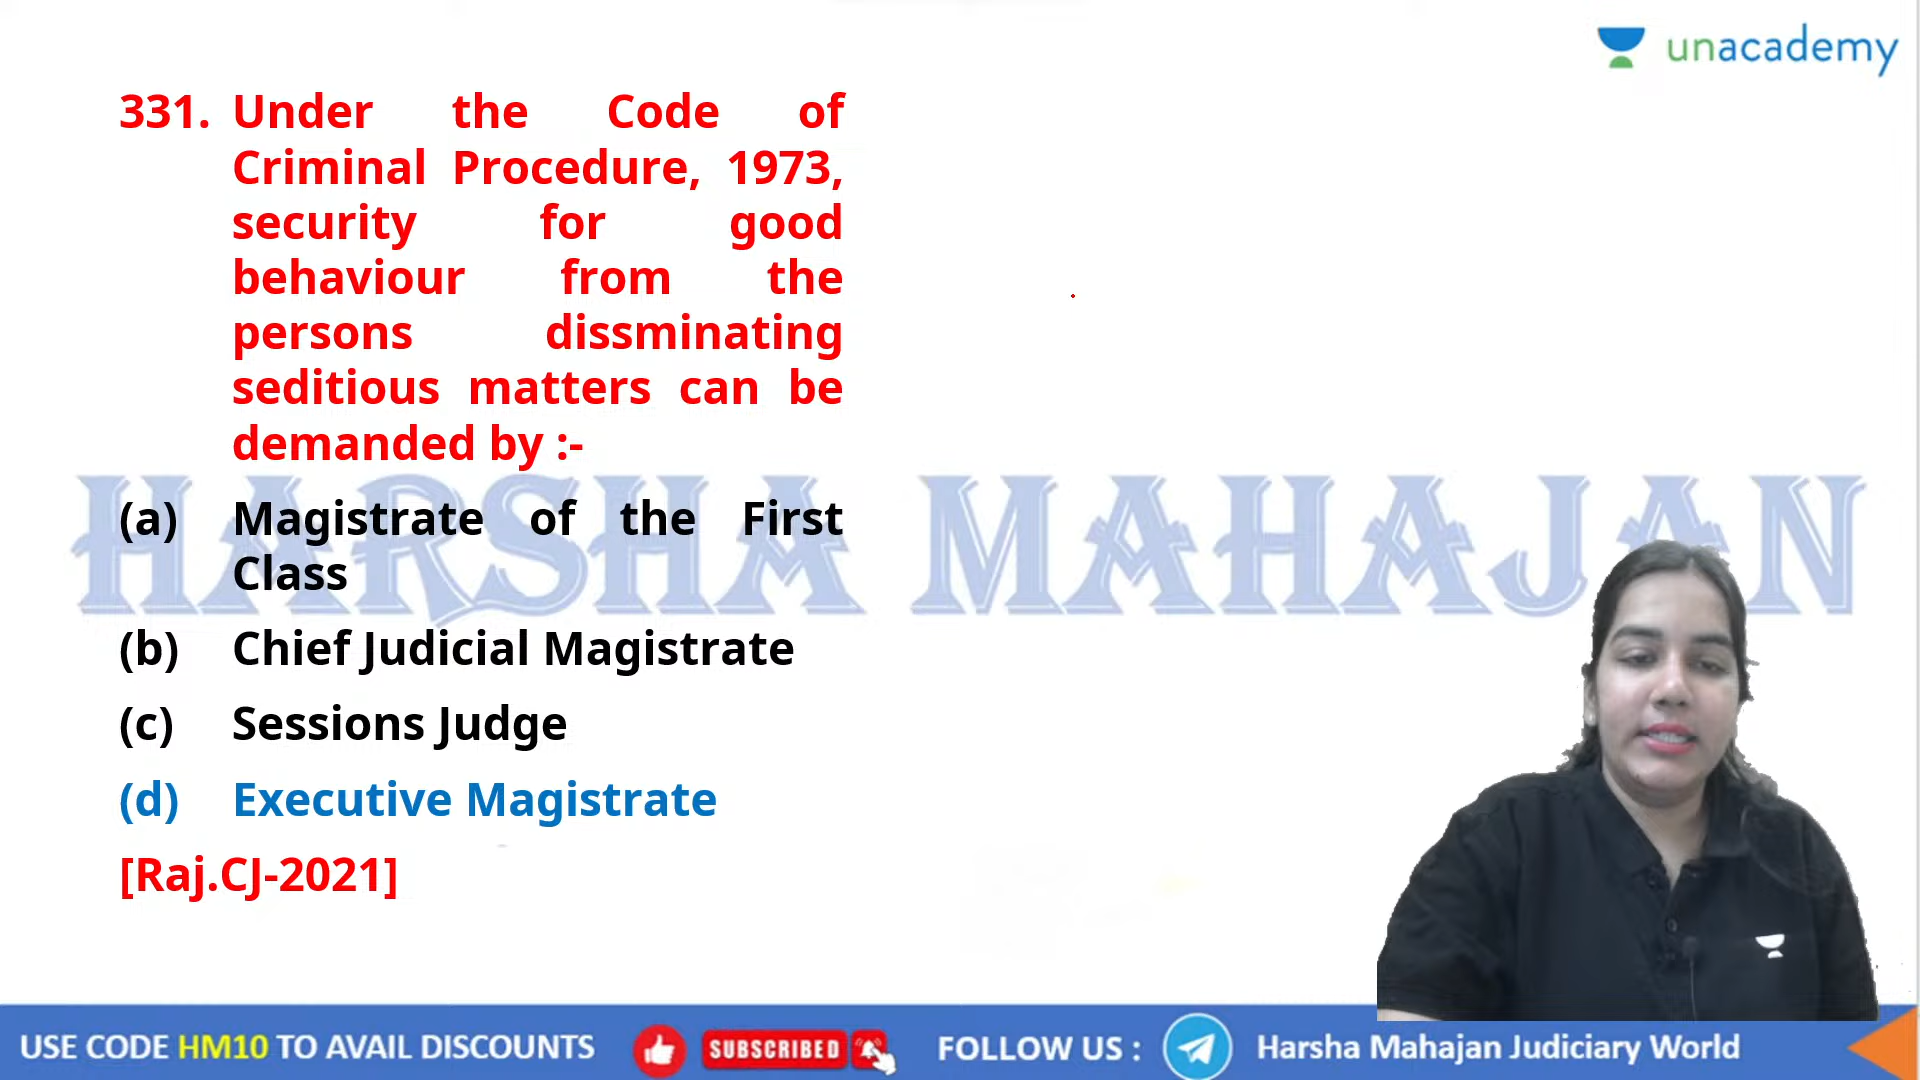 unacademy
331. Under the Code of
Criminal Procedure, 1973,
security for good
behaviour from the
persons dissminating
seditious matters can be
demanded by :-
HARSHA MAHAJAN
(a) Magistrate of the First
Class
(b) Chief Judicial Magistrate
(c) Sessions Judge
(d) Executive Magistrate
[Raj.CJ-2021]
USE CODE HM10 TO AVAIL DISCOUNTS
SUBSCRIBED
FOLLOW US :
Harsha Mahajan Judiciary World